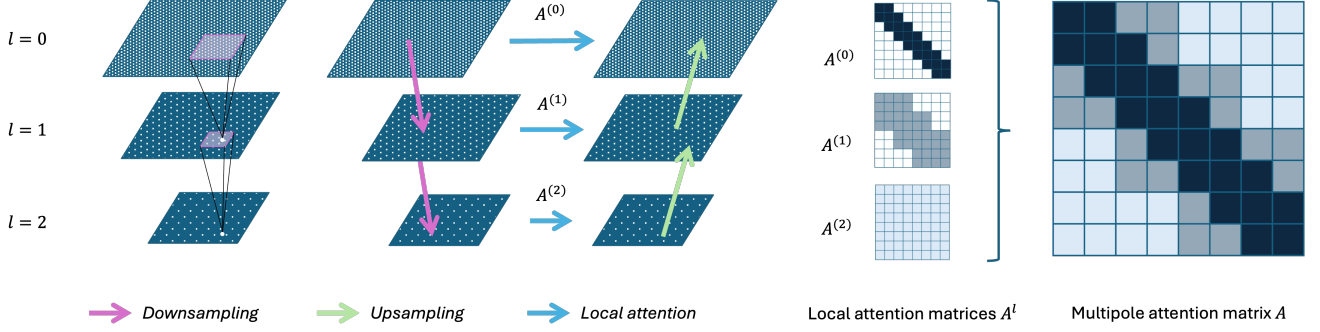 l = 0
l = 1
l = 2
A^(0)
A^(1)
A^(2)
A^(0)
A^(1)
A^(2)
Downsampling
Upsampling
Local attention
Local attention matrices A^l
Multipole attention matrix A